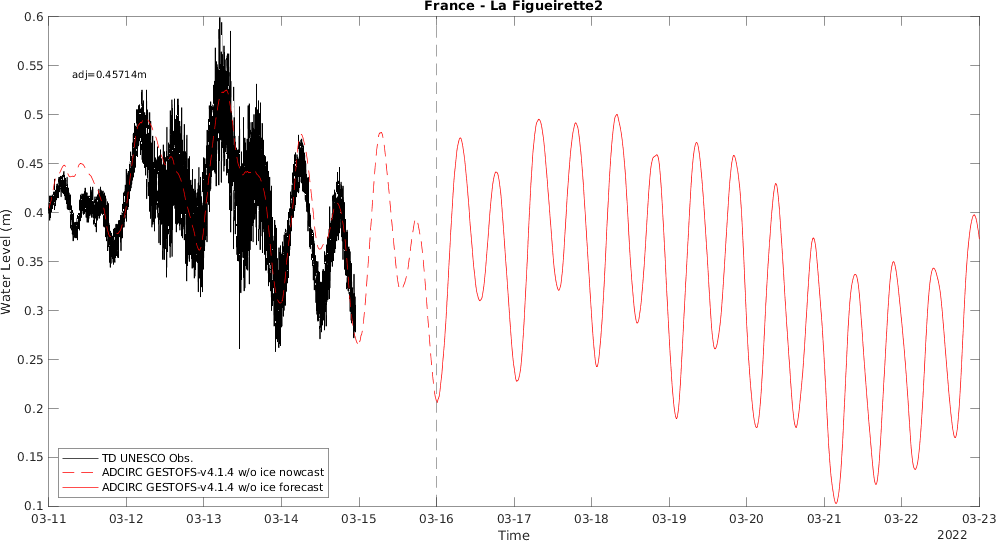 France - La Figueirette2
0.6
0.55
0.5
0.45
0.4
0.35
0.3
0.25
0.2
0.15
0.1
Water Level (m)
adj=0.45714m
TD UNESCO Obs.
ADCIRC GESTOFS-v4.1.4 w/o ice nowcast
ADCIRC GESTOFS-v4.1.4 w/o ice forecast
03-11 03-12 03-13 03-14 03-15 03-16 03-17 03-18 03-19 03-20 03-21 03-22 03-23
Time
2022